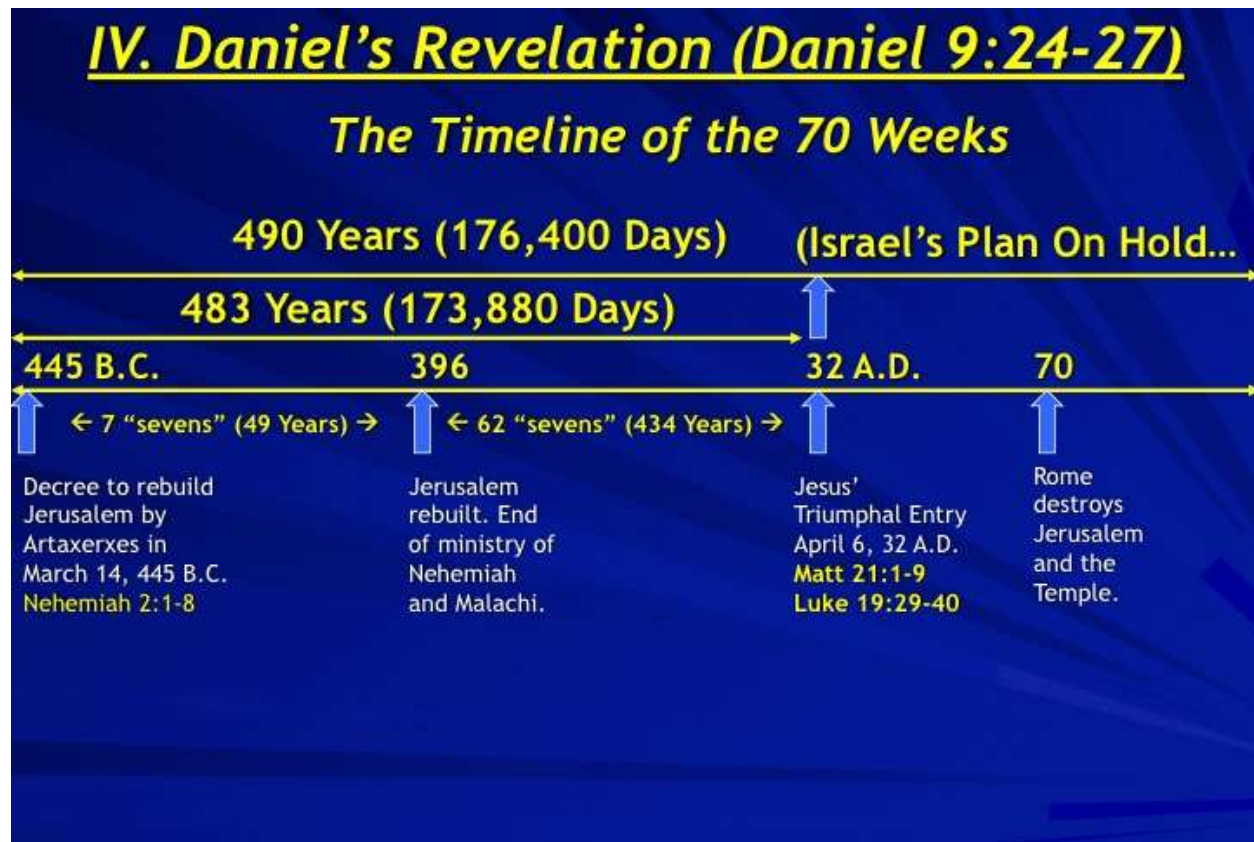 IV. Daniel’s Revelation (Daniel 9:24-27)
The Timeline of the 70 Weeks
490 Years (176,400 Days)
(Israel’s Plan On Hold...
483 Years (173,880 Days)
445 B.C.
396
32 A.D.
70
← 7 “sevens” (49 Years) →
← 62 “sevens” (434 Years) →
Decree to rebuild
Jerusalem by
Artaxerxes in
March 14, 445 B.C.
Nehemiah 2:1-8
Jerusalem
rebuilt. End
of ministry of
Nehemiah
and Malachi.
Jesus’
Triumphal Entry
April 6, 32 A.D.
Matt 21:1-9
Luke 19:29-40
Rome
destroys
Jerusalem
and the
Temple.